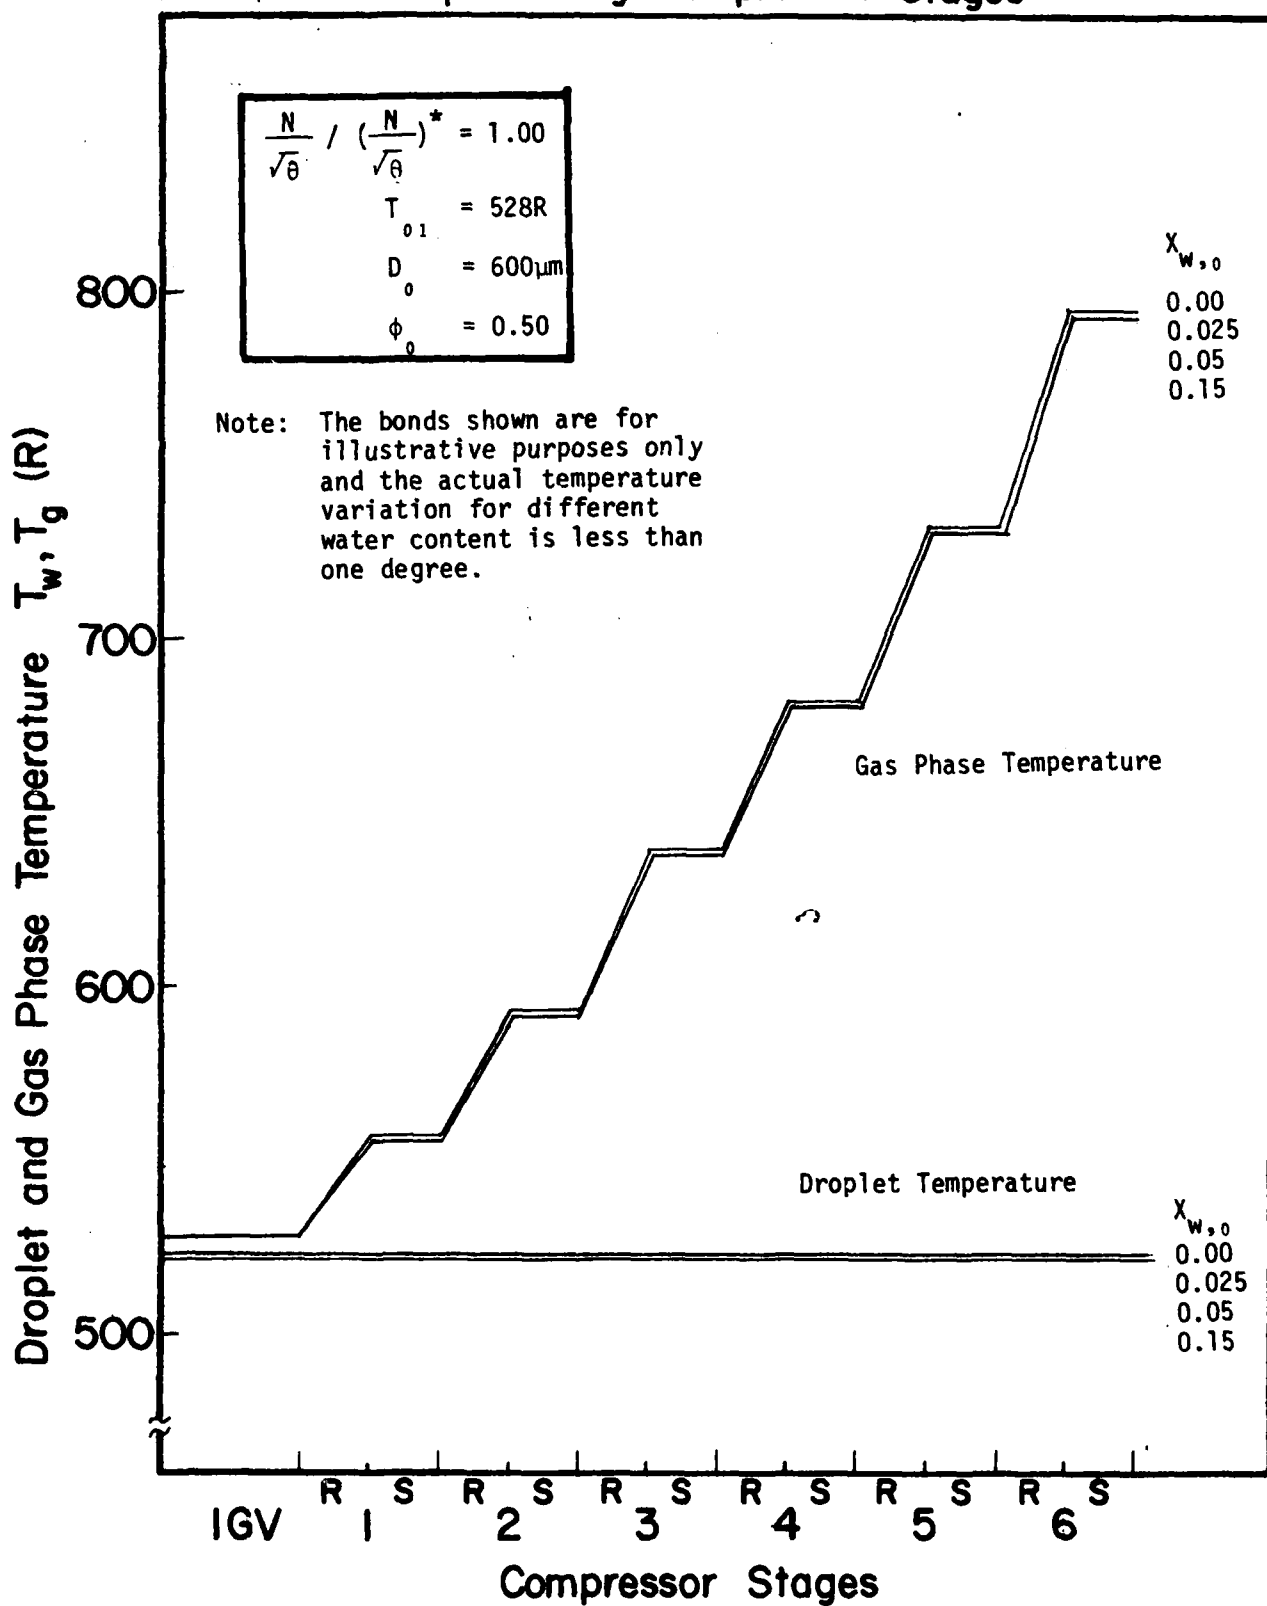 Stages
N/√θ / (N/√θ)* = 1.00
T01 = 528R
D0 = 600μm
ϕ0 = 0.50
Note: The bonds shown are for
illustrative purposes only
and the actual temperature
variation for different
water content is less than
one degree.
Xw,0
0.00
0.025
0.05
0.15
800
700
600
500
Droplet and Gas Phase Temperature Tw, Tg (R)
Gas Phase Temperature
Droplet Temperature
Xw,0
0.00
0.025
0.05
0.15
R S R S R S R S R S R S
IGV 1 2 3 4 5 6
Compressor Stages